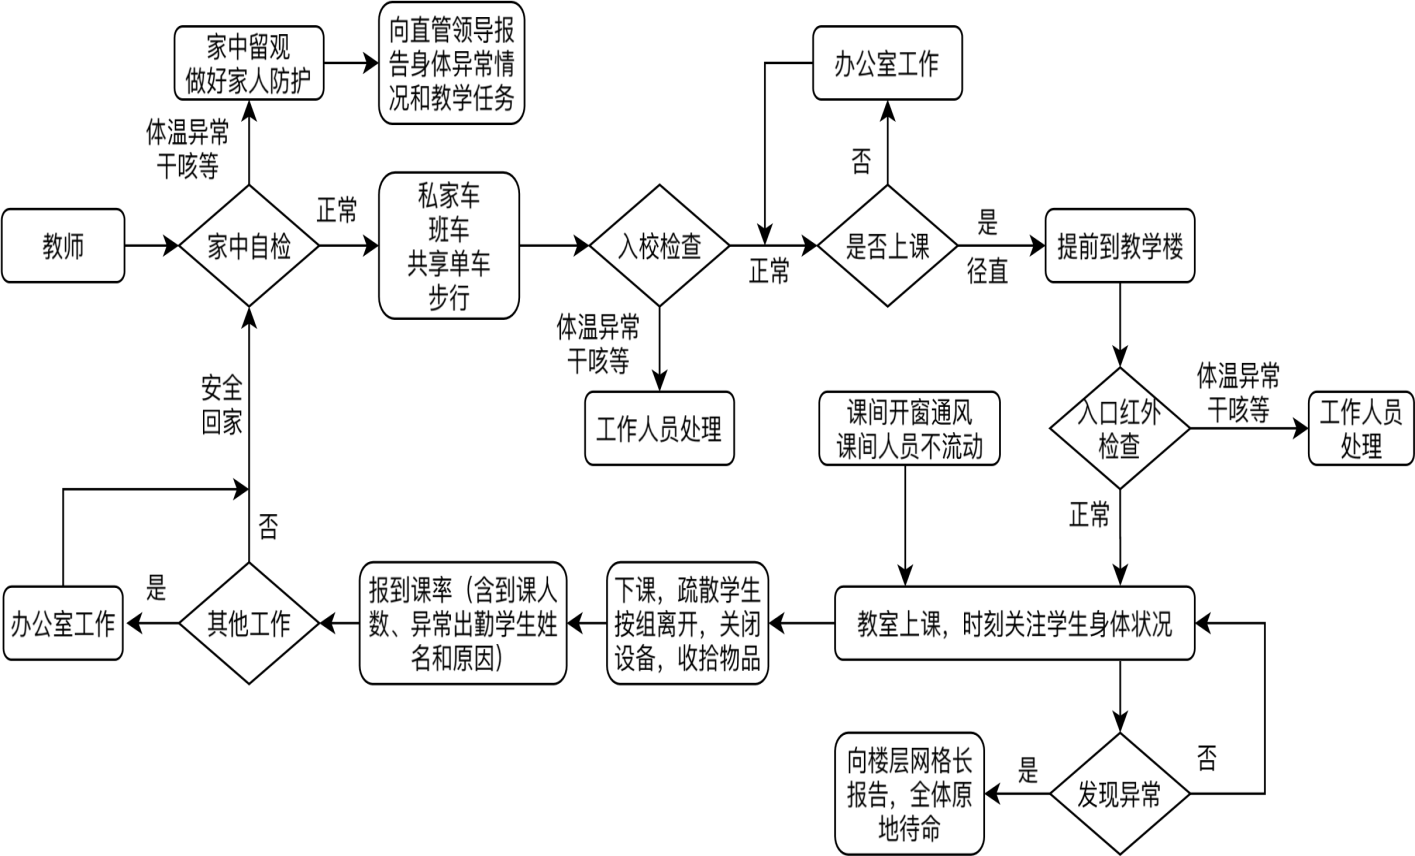 家中留观
做好家人防护
向直管领导报
告身体异常情
况和教学任务
办公室工作
体温异常
干咳等
否
教师
家中自检
正常
私家车
班车
共享单车
步行
入校检查
正常
是否上课
是
径直
提前到教学楼
体温异常
干咳等
工作人员处理
安全
回家
课间开窗通风
课间人员不流动
入口红外
检查
体温异常
干咳等
工作人员
处理
正常
否
是
办公室工作
其他工作
报到课率（含到课人
数、异常出勤学生姓
名和原因）
下课，疏散学生
按组离开，关闭
设备，收拾物品
教室上课，时刻关注学生身体状况
向楼层网格长
报告，全体原
地待命
是
发现异常
否